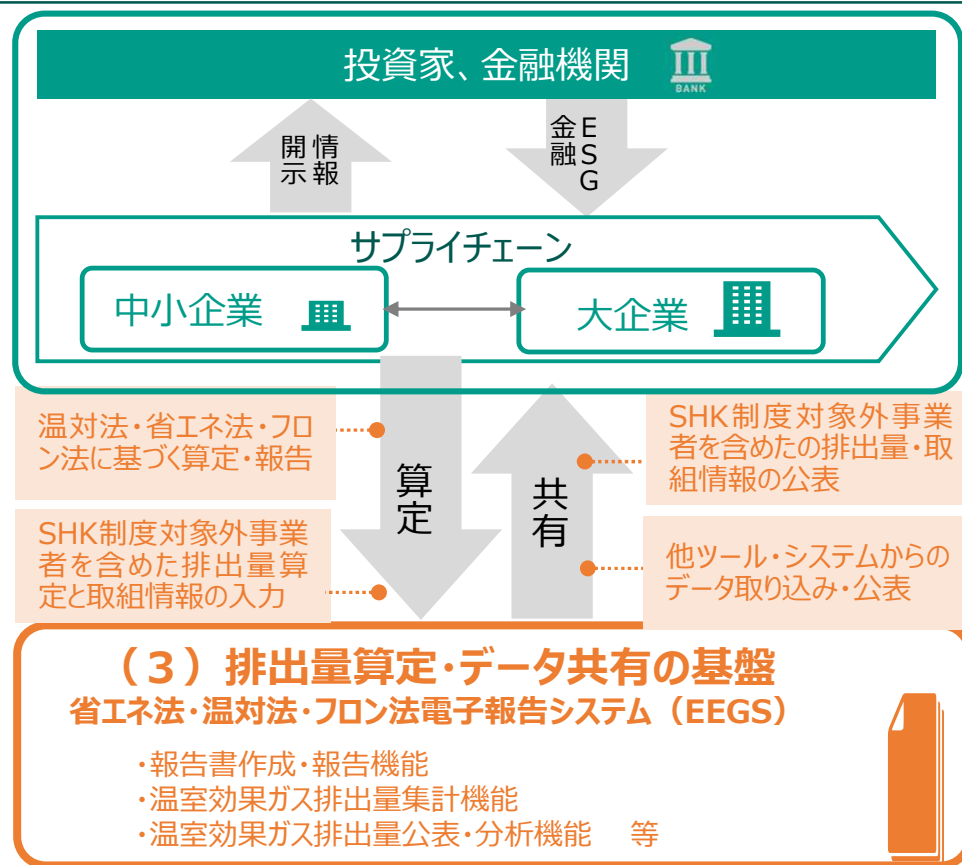 投資家、金融機関
BANK
情報
開示
ESG
金融
サプライチェーン
中小企業
大企業
温対法・省エネ法・フロ
ン法に基づく算定・報告
SHK制度対象外事業
者を含めた排出量算
定と取組情報の入力
算定
共有
SHK制度対象外事業
者を含めたの排出量・取
組情報の公表
他ツール・システムからの
データ取り込み・公表
（３）排出量算定・データ共有の基盤
省エネ法・温対法・フロン法電子報告システム（EEGS）
・報告書作成・報告機能
・温室効果ガス排出量集計機能
・温室効果ガス排出量公表・分析機能　等